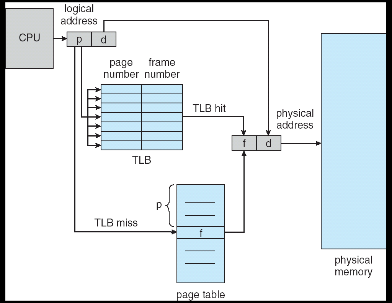 logical
address
CPU
p d
page
number
frame
number
TLB hit
physical
address
TLB
f d
p
TLB miss
f
page table
physical
memory